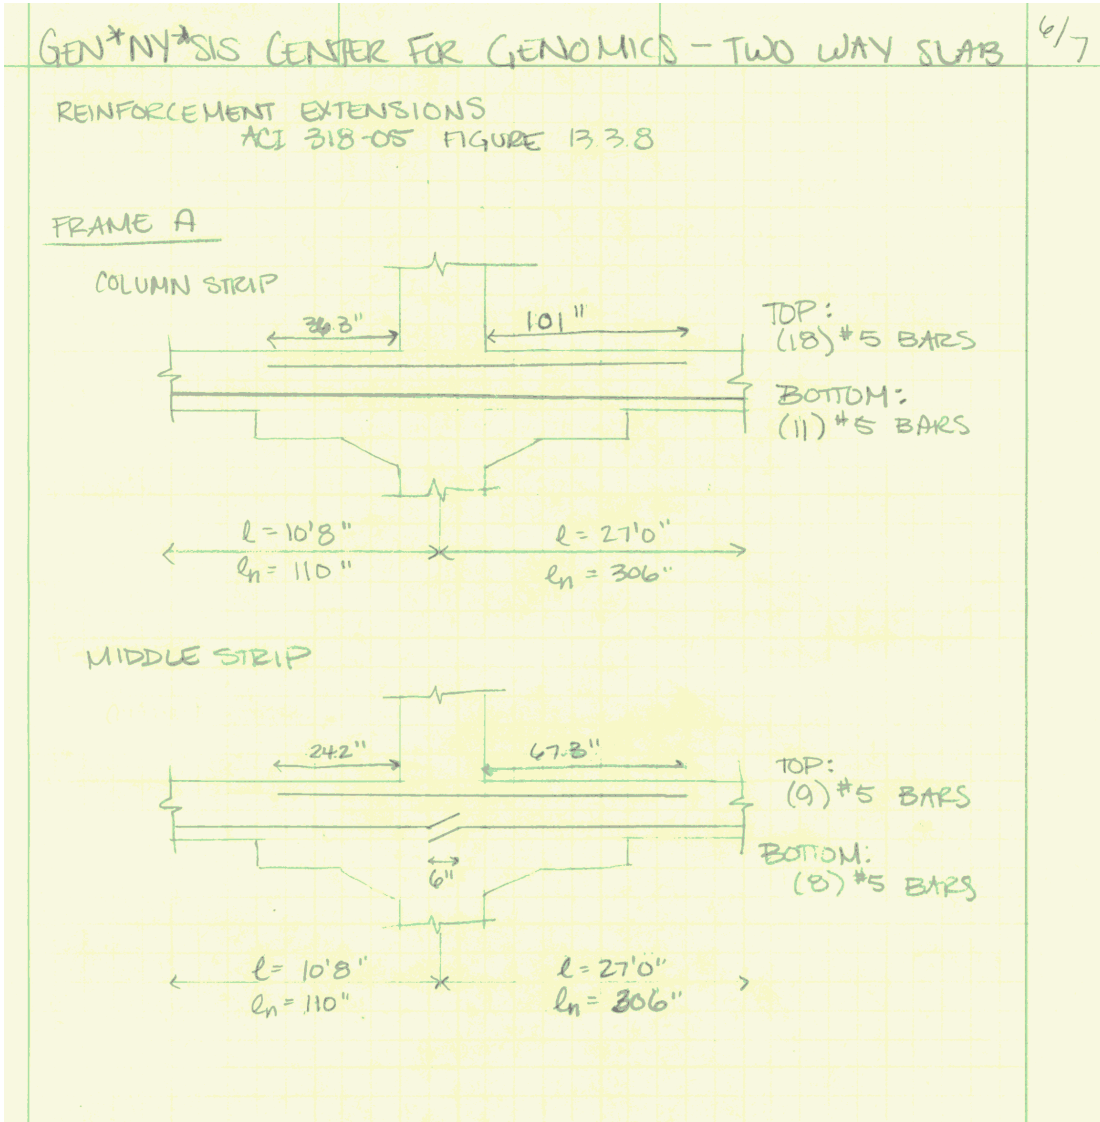 GEN*NY*SIS CENTER FOR GENOMICS - TWO WAY SLAB 6/7
REINFORCEMENT EXTENSIONS
ACI 318-05 FIGURE 13.3.8
FRAME A
COLUMN STRIP
36.3" 101"
TOP:
(18) #5 BARS
BOTTOM:
(11) #5 BARS
l = 10'8" l = 27'0"
ln = 110" ln = 306"
MIDDLE STRIP
24.2" 67.3"
TOP:
(9) #5 BARS
BOTTOM:
(8) #5 BARS
6"
l = 10'8" l = 27'0"
ln = 110" ln = 306"